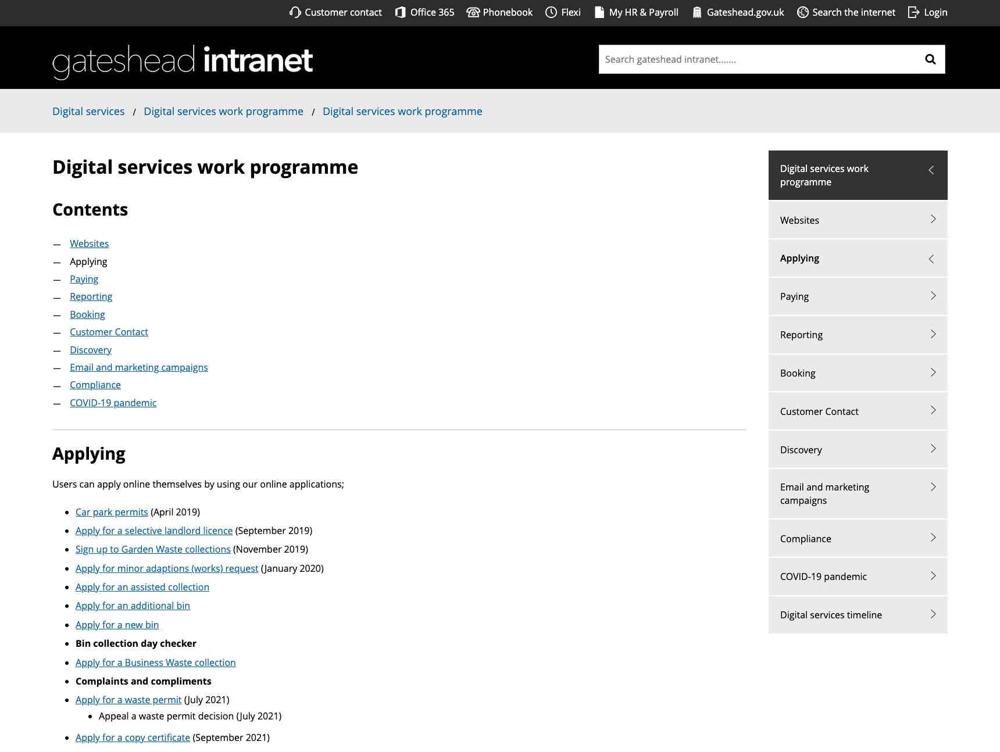 Customer contact Office 365 Phonebook Flexi My HR & Payroll Gateshead.gov.uk Search the internet Login
gateshead intranet
Search gateshead intranet.......
Digital services / Digital services work programme / Digital services work programme
Digital services work programme
Contents
— Websites
— Applying
— Paying
— Reporting
— Booking
— Customer Contact
— Discovery
— Email and marketing campaigns
— Compliance
— COVID-19 pandemic
Applying
Users can apply online themselves by using our online applications;
• Car park permits (April 2019)
• Apply for a selective landlord licence (September 2019)
• Sign up to Garden Waste collections (November 2019)
• Apply for minor adaptions (works) request (January 2020)
• Apply for an assisted collection
• Apply for an additional bin
• Apply for a new bin
• Bin collection day checker
• Apply for a Business Waste collection
• Complaints and compliments
• Apply for a waste permit (July 2021)
• Appeal a waste permit decision (July 2021)
• Apply for a copy certificate (September 2021)
Digital services work
programme
Websites
Applying
Paying
Reporting
Booking
Customer Contact
Discovery
Email and marketing
campaigns
Compliance
COVID-19 pandemic
Digital services timeline